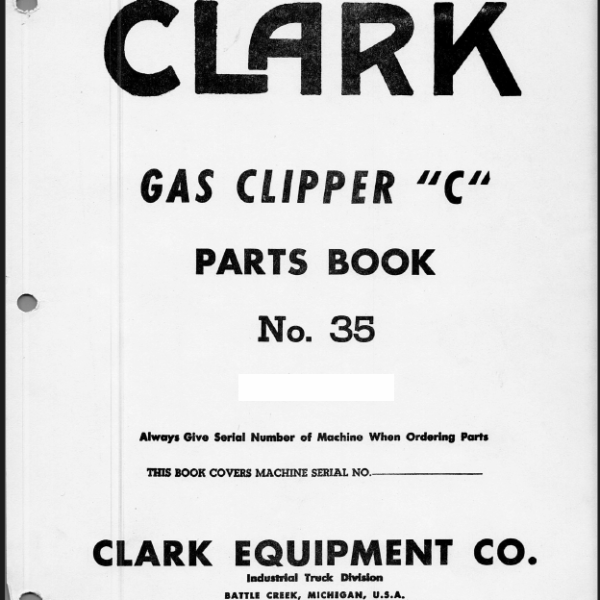 CLARK
GAS CLIPPER "C"
PARTS BOOK
No. 35
Always Give Serial Number of Machine When Ordering Parts
THIS BOOK COVERS MACHINE SERIAL NO.
CLARK EQUIPMENT CO.
Industrial Truck Division
BATTLE CREEK, MICHIGAN, U.S.A.